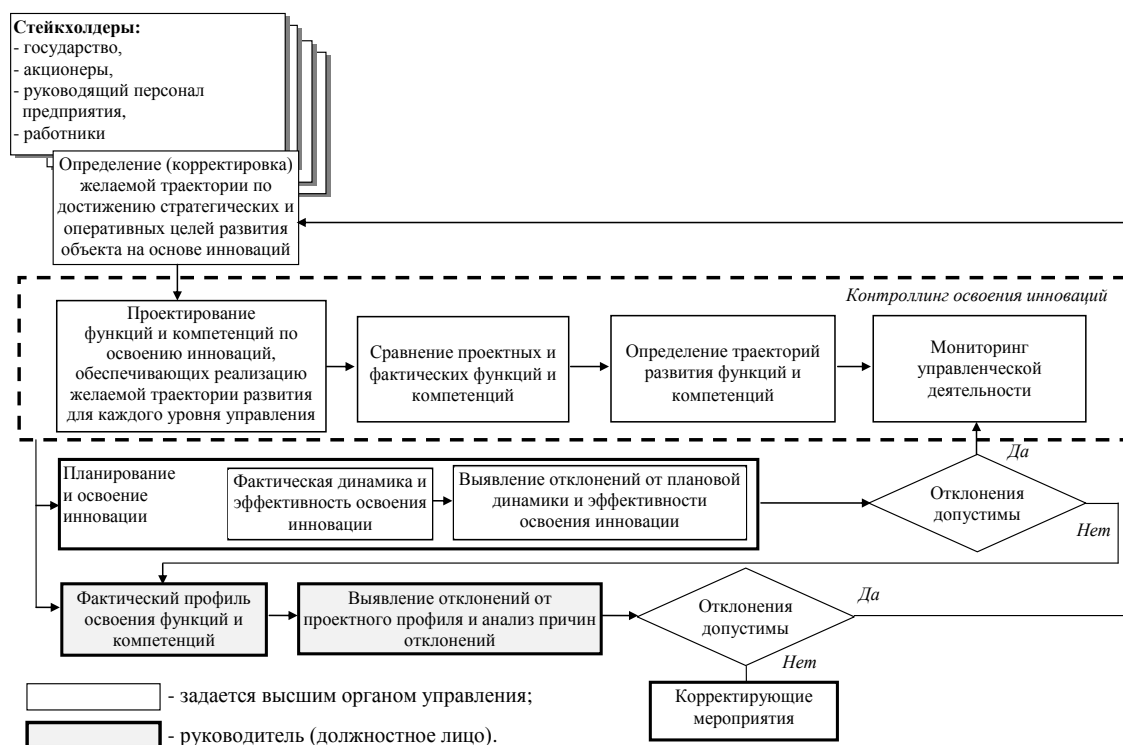 Стейкхолдеры:
- государство,
- акционеры,
- руководящий персонал
предприятия,
- работники
Определение (корректировка)
желаемой траектории по
достижению стратегических и
оперативных целей развития
объекта на основе инноваций
Контроллинг освоения инноваций
Проектирование
функций и компетенций по
освоению инноваций,
обеспечивающих реализацию
желаемой траектории развития
для каждого уровня управления
Сравнение проектных и
фактических функций и
компетенций
Определение траекторий
развития функций и
компетенций
Мониторинг
управленческой
деятельности
Да
Планирование
и освоение
инновации
Фактическая динамика и
эффективность освоения
инновации
Выявление отклонений от плановой
динамики и эффективности
освоения инновации
Отклонения
допустимы
Нет
Фактический профиль
освоения функций и
компетенций
Выявление отклонений от
проектного профиля и анализ причин
отклонений
Отклонения
допустимы
Да
Нет
Корректирующие
мероприятия
- задается высшим органом управления;
- руководитель (должностное лицо).